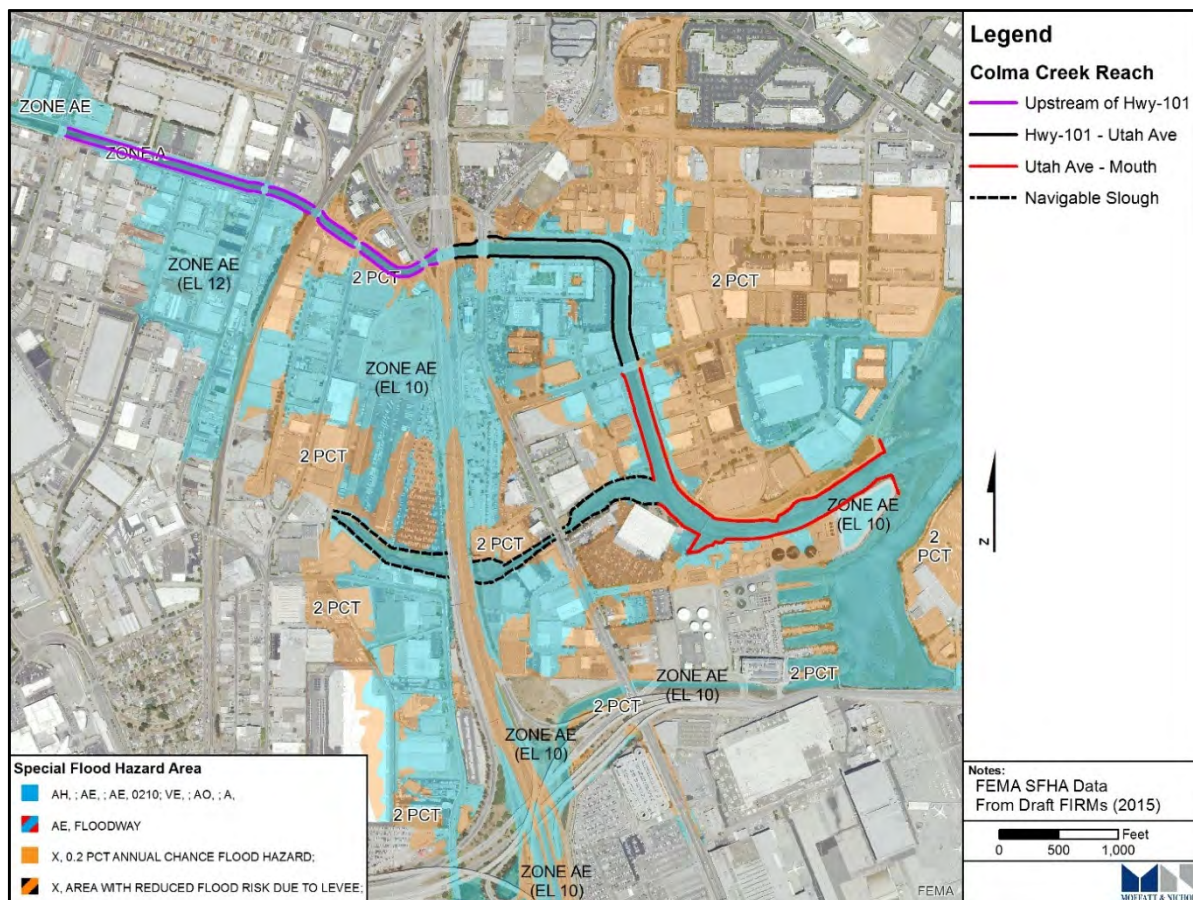 Legend
Colma Creek Reach
Upstream of Hwy-101
Hwy-101 - Utah Ave
Utah Ave - Mouth
Navigable Slough
ZONE AE
ZONE A
ZONE AE
(EL 12)
2 PCT
2 PCT
ZONE AE
(EL 10)
2 PCT
ZONE AE
(EL 10)
2 PCT
2
PCT
2 PCT
ZONE AE
(EL 10)
2 PCT
2 PCT
ZONE AE
(EL 10)
2 PCT
ZONE AE
(EL 10)
FEMA
N
Special Flood Hazard Area
AH, ; AE, ; AE, 0210; VE, ; AO, ; A,
AE, FLOODWAY
X, 0.2 PCT ANNUAL CHANCE FLOOD HAZARD;
X, AREA WITH REDUCED FLOOD RISK DUE TO LEVEE;
Notes:
FEMA SFHA Data
From Draft FIRMs (2015)
Feet
0 500 1,000
MOFFATT & NICHOL